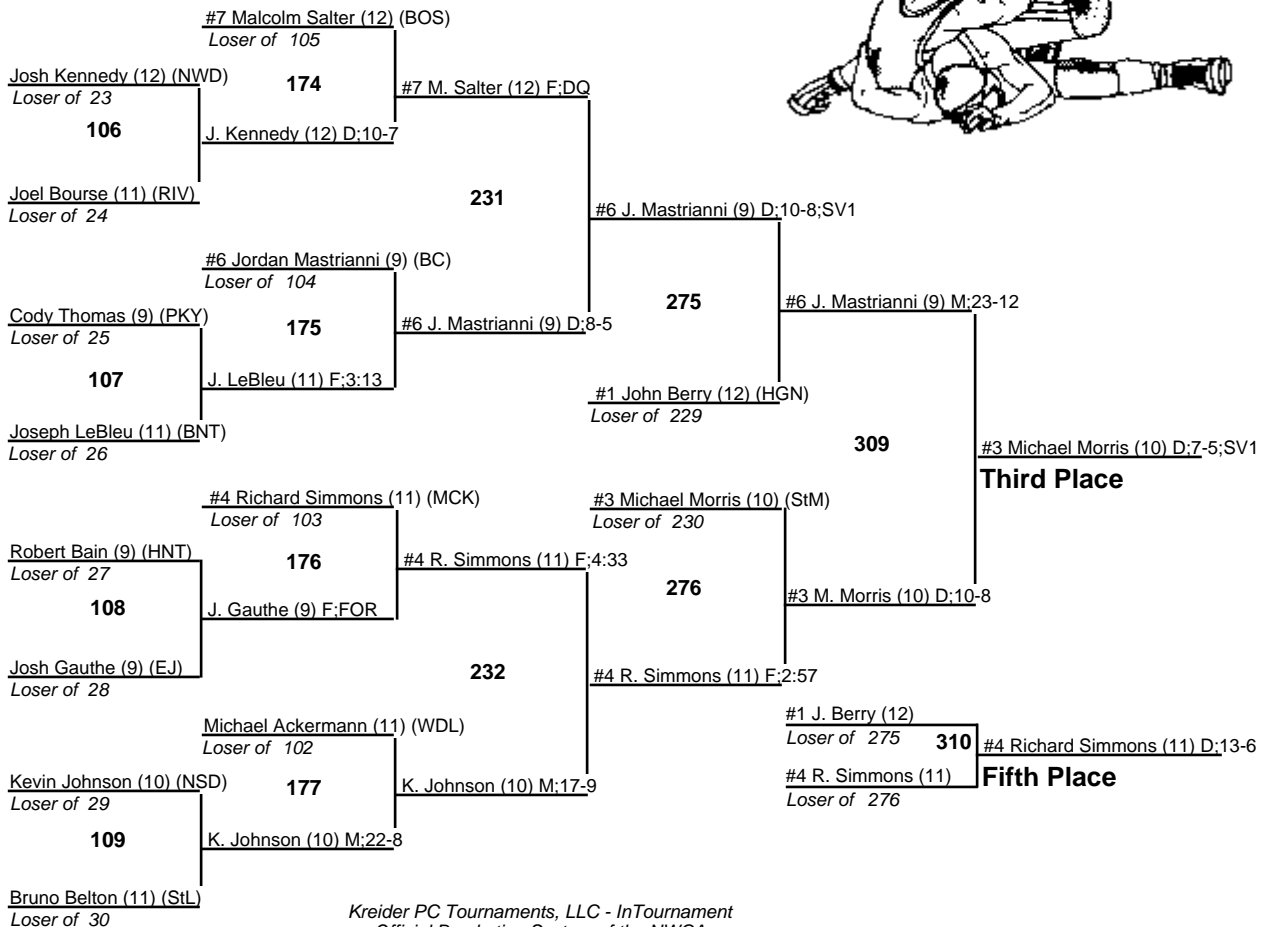 #7 Malcolm Salter (12) (BOS)
Loser of 105
Josh Kennedy (12) (NWD)
Loser of 23
174
#7 M. Salter (12) F;DQ
106
J. Kennedy (12) D;10-7
Joel Bourse (11) (RIV)
Loser of 24
231
#6 J. Mastrianni (9) D;10-8;SV1
#6 Jordan Mastrianni (9) (BC)
Loser of 104
275
#6 J. Mastrianni (9) M;23-12
Cody Thomas (9) (PKY)
Loser of 25
175
#6 J. Mastrianni (9) D;8-5
107
J. LeBleu (11) F;3:13
#1 John Berry (12) (HGN)
Loser of 229
Joseph LeBleu (11) (BNT)
Loser of 26
309
#3 Michael Morris (10) D;7-5;SV1
Third Place
#4 Richard Simmons (11) (MCK)
Loser of 103
#3 Michael Morris (10) (StM)
Loser of 230
Robert Bain (9) (HNT)
Loser of 27
176
#4 R. Simmons (11) F;4:33
276
#3 M. Morris (10) D;10-8
108
J. Gauthe (9) F;FOR
Josh Gauthe (9) (EJ)
Loser of 28
232
#4 R. Simmons (11) F;2:57
Michael Ackermann (11) (WDL)
Loser of 102
#1 J. Berry (12)
Loser of 275
310
#4 Richard Simmons (11) D;13-6
Fifth Place
#4 R. Simmons (11)
Loser of 276
Kevin Johnson (10) (NSD)
Loser of 29
177
K. Johnson (10) M;17-9
109
K. Johnson (10) M;22-8
Bruno Belton (11) (StL)
Loser of 30
Kreider PC Tournaments, LLC - InTournament